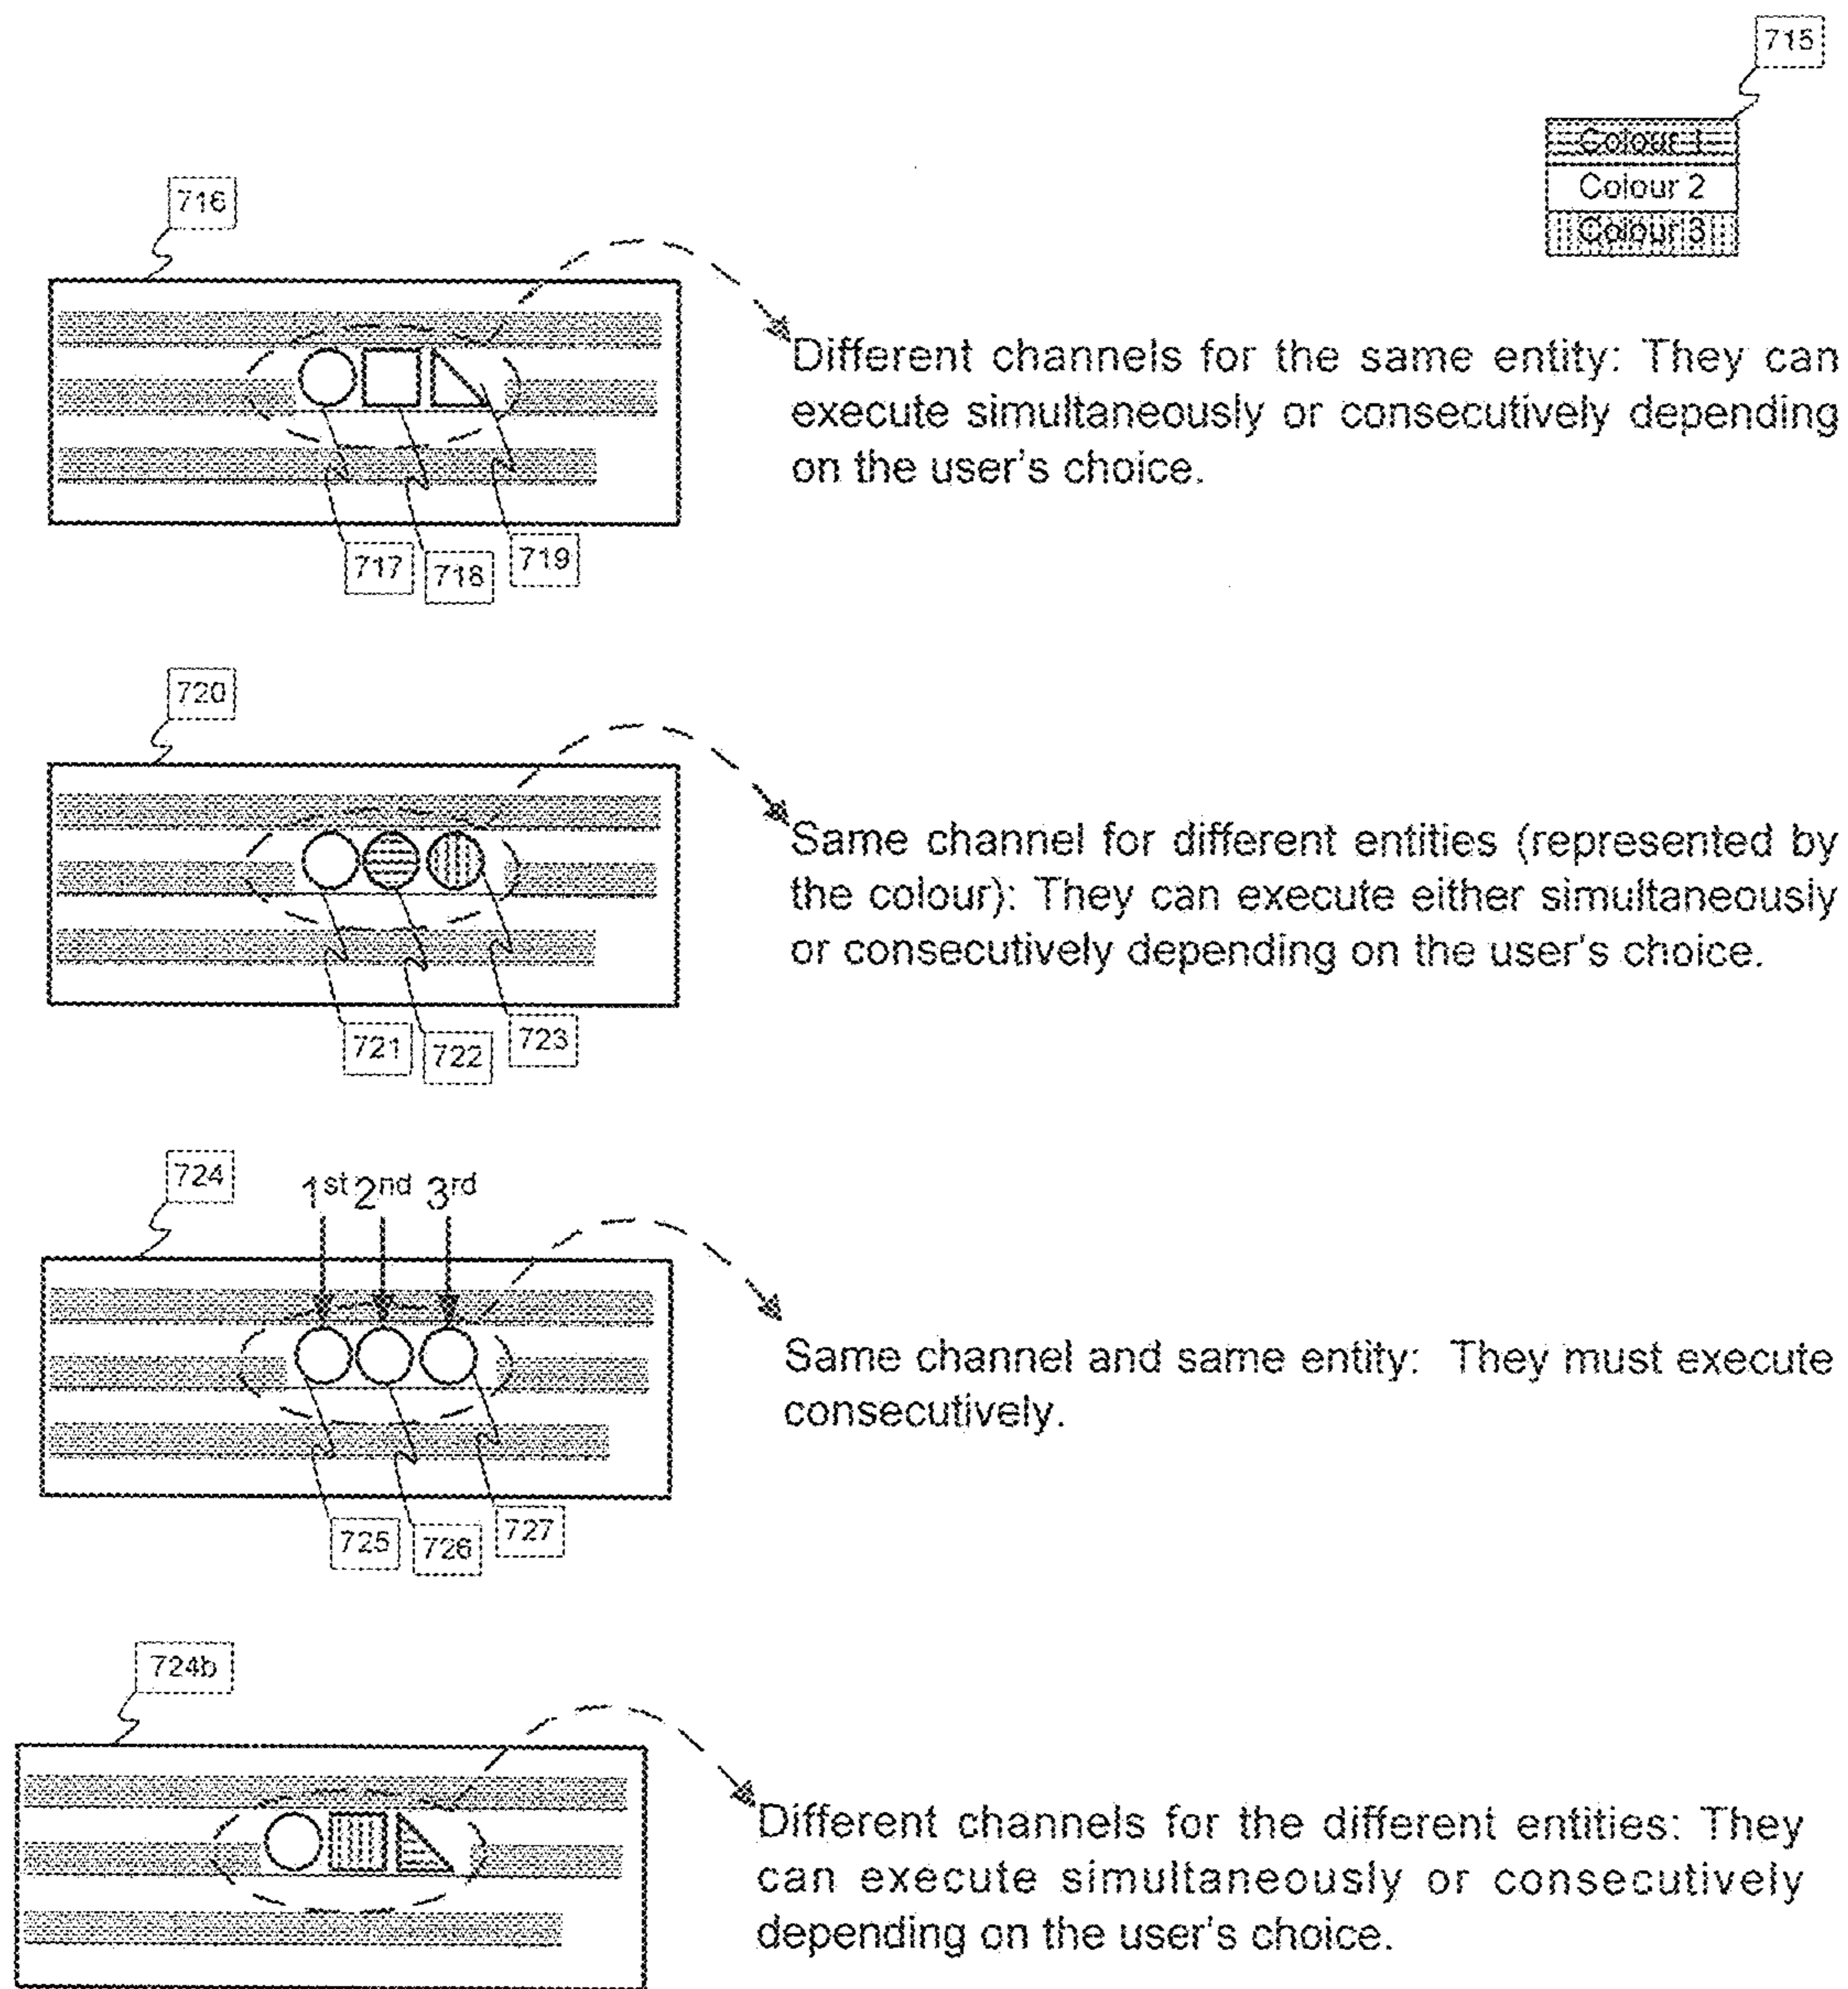 715
Colour 1
Colour 2
Colour 3
716
Different channels for the same entity: They can
execute simultaneously or consecutively depending
on the user's choice.
717
718
719
720
Same channel for different entities (represented by
the colour): They can execute either simultaneously
or consecutively depending on the user's choice.
721
722
723
724
1st 2nd 3rd
Same channel and same entity: They must execute
consecutively.
725
726
727
724b
Different channels for the different entities: They
can execute simultaneously or consecutively
depending on the user's choice.